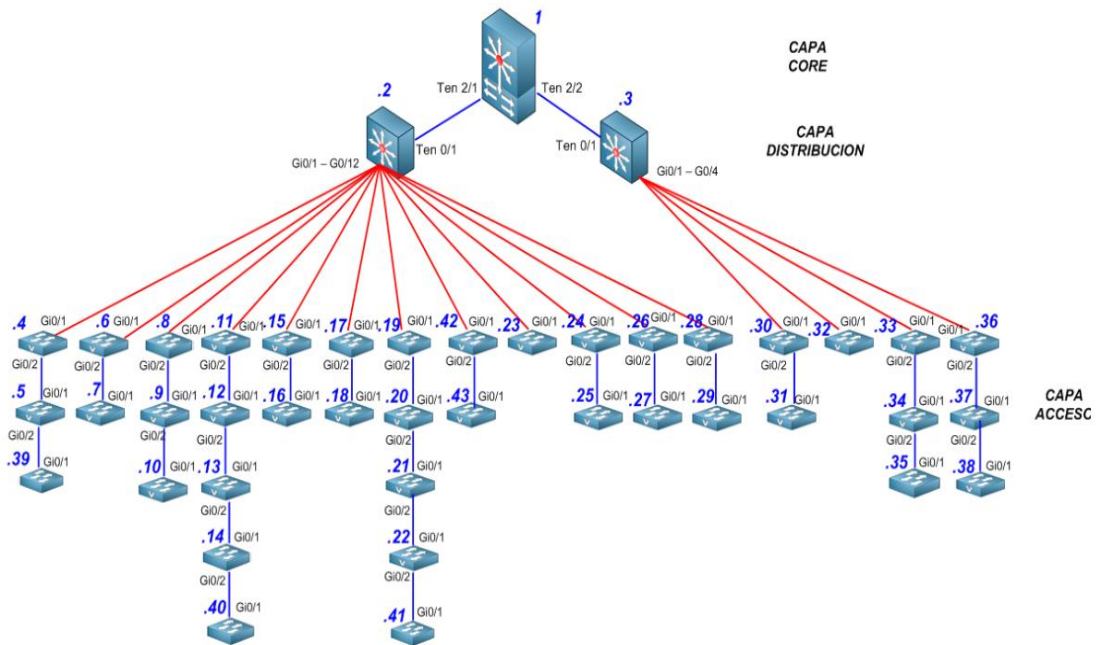 1
CAPA
CORE
Ten 2/1
Ten 2/2
.2
.3
CAPA
DISTRIBUCION
Ten 0/1
Ten 0/1
Gi0/1 – G0/12
Gi0/1 – G0/4
.4 Gi0/1 .6 Gi0/1 .8 Gi0/1 .11 Gi0/1 .15 Gi0/1 .17 Gi0/1 .19 Gi0/1 .42 Gi0/1 .23 Gi0/1 .24 Gi0/1 .26 Gi0/1 .28 Gi0/1 .30 Gi0/1 .32 Gi0/1 .33 Gi0/1 Gi0/1 .36
Gi0/2 Gi0/2 Gi0/2 Gi0/2 Gi0/2 Gi0/2 Gi0/2 Gi0/2 Gi0/2 Gi0/2 Gi0/2 Gi0/2 Gi0/2 Gi0/2
.5 Gi0/1 .7 Gi0/1 .9 Gi0/1 .12 Gi0/1 .16 Gi0/1 .18 Gi0/1 .20 Gi0/1 .43 Gi0/1 .25 Gi0/1 .27 Gi0/1 .29 Gi0/1 .31 Gi0/1 .34 Gi0/1 .37 Gi0/1
CAPA
ACCESO
Gi0/2 Gi0/2 Gi0/2 Gi0/2 Gi0/2 Gi0/2
.39 Gi0/1 .10 Gi0/1 .13 Gi0/1 .21 Gi0/1 .35 Gi0/1 .38 Gi0/1
Gi0/2 Gi0/2
.14 Gi0/1 .22 Gi0/1
Gi0/2 Gi0/2
.40 Gi0/1 .41 Gi0/1